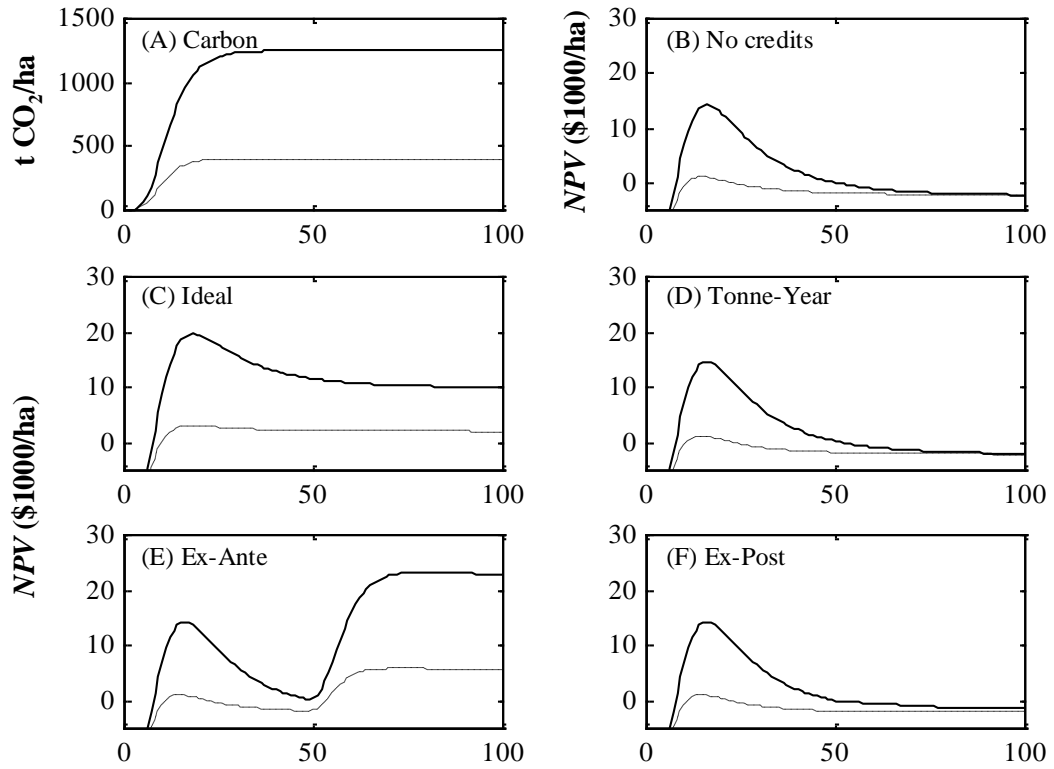 (A) Carbon
t CO₂/ha
1500
1000
500
0
0 50 100
(B) No credits
NPV ($1000/ha)
30
20
10
0
0 50 100
(C) Ideal
NPV ($1000/ha)
30
20
10
0
0 50 100
(D) Tonne-Year
30
20
10
0
0 50 100
(E) Ex-Ante
30
20
10
0
0 50 100
(F) Ex-Post
30
20
10
0
0 50 100